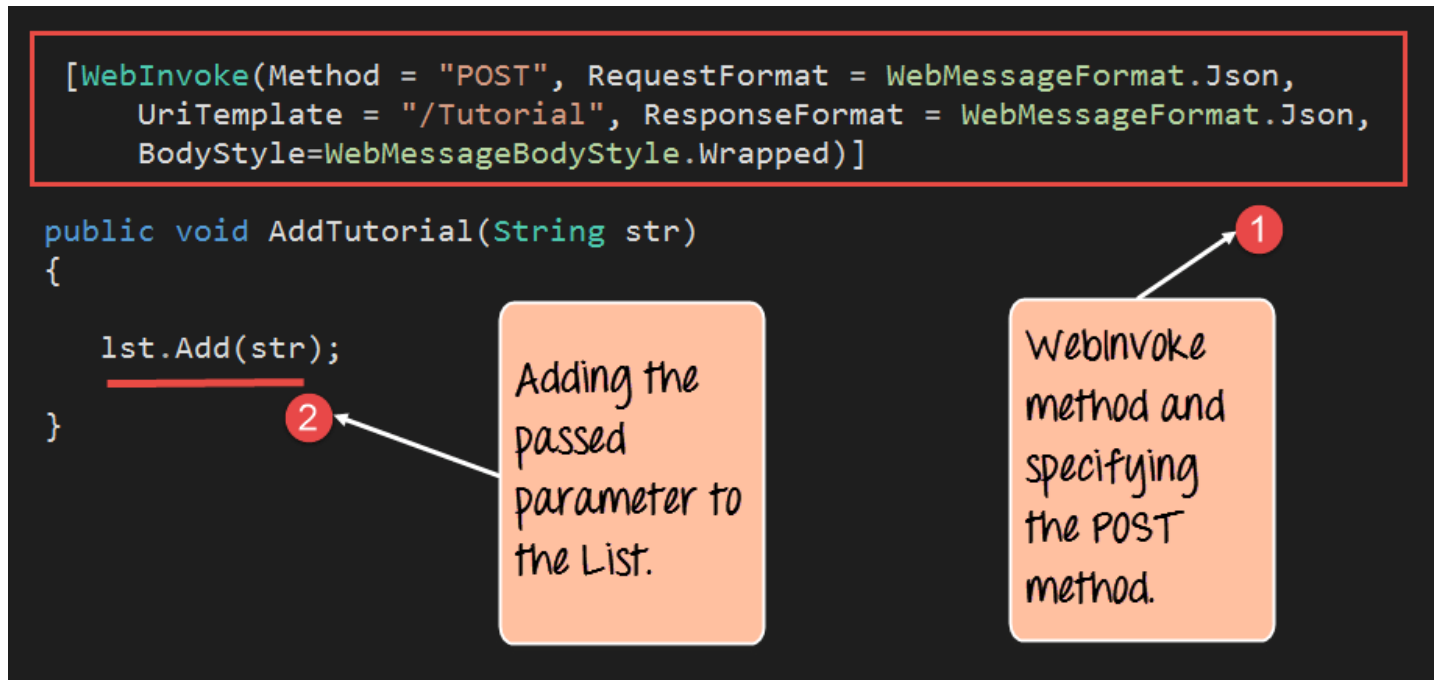 [WebInvoke(Method = "POST", RequestFormat = WebMessageFormat.Json,
UriTemplate = "/Tutorial", ResponseFormat = WebMessageFormat.Json,
BodyStyle=WebMessageBodyStyle.Wrapped)]
public void AddTutorial(String str)
{
lst.Add(str);
}
1
2
Adding the
passed
parameter to
the List.
WebInvoke
method and
specifying
the POST
method.